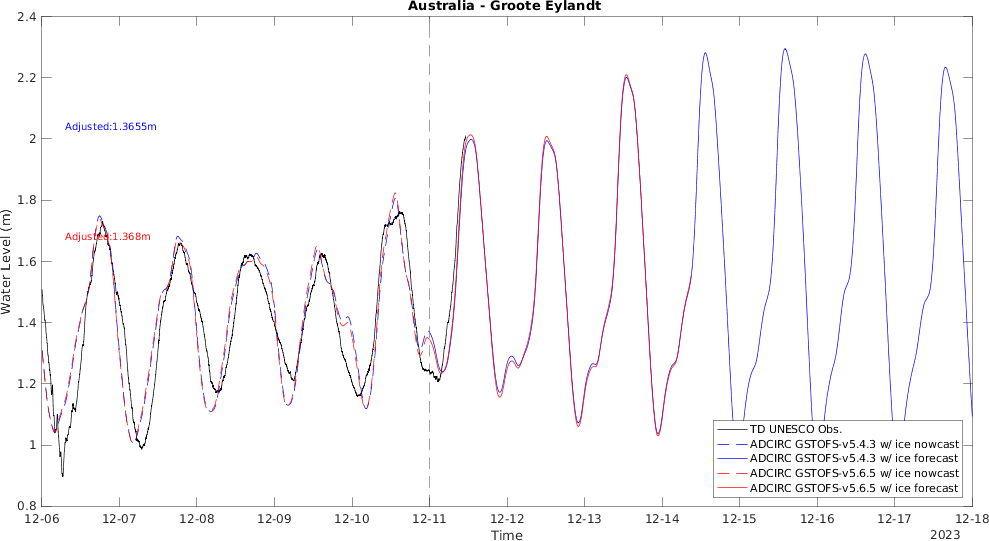 Australia - Groote Eylandt
2.4
2.2
2
1.8
1.6
1.4
1.2
1
0.8
Water Level (m)
Adjusted:1.3655m
Adjusted:1.368m
TD UNESCO Obs.
ADCIRC GSTOFS-v5.4.3 w/ ice nowcast
ADCIRC GSTOFS-v5.4.3 w/ ice forecast
ADCIRC GSTOFS-v5.6.5 w/ ice nowcast
ADCIRC GSTOFS-v5.6.5 w/ ice forecast
12-06 12-07 12-08 12-09 12-10 12-11 12-12 12-13 12-14 12-15 12-16 12-17 12-18
Time
2023